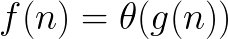 f(n) = θ(g(n))